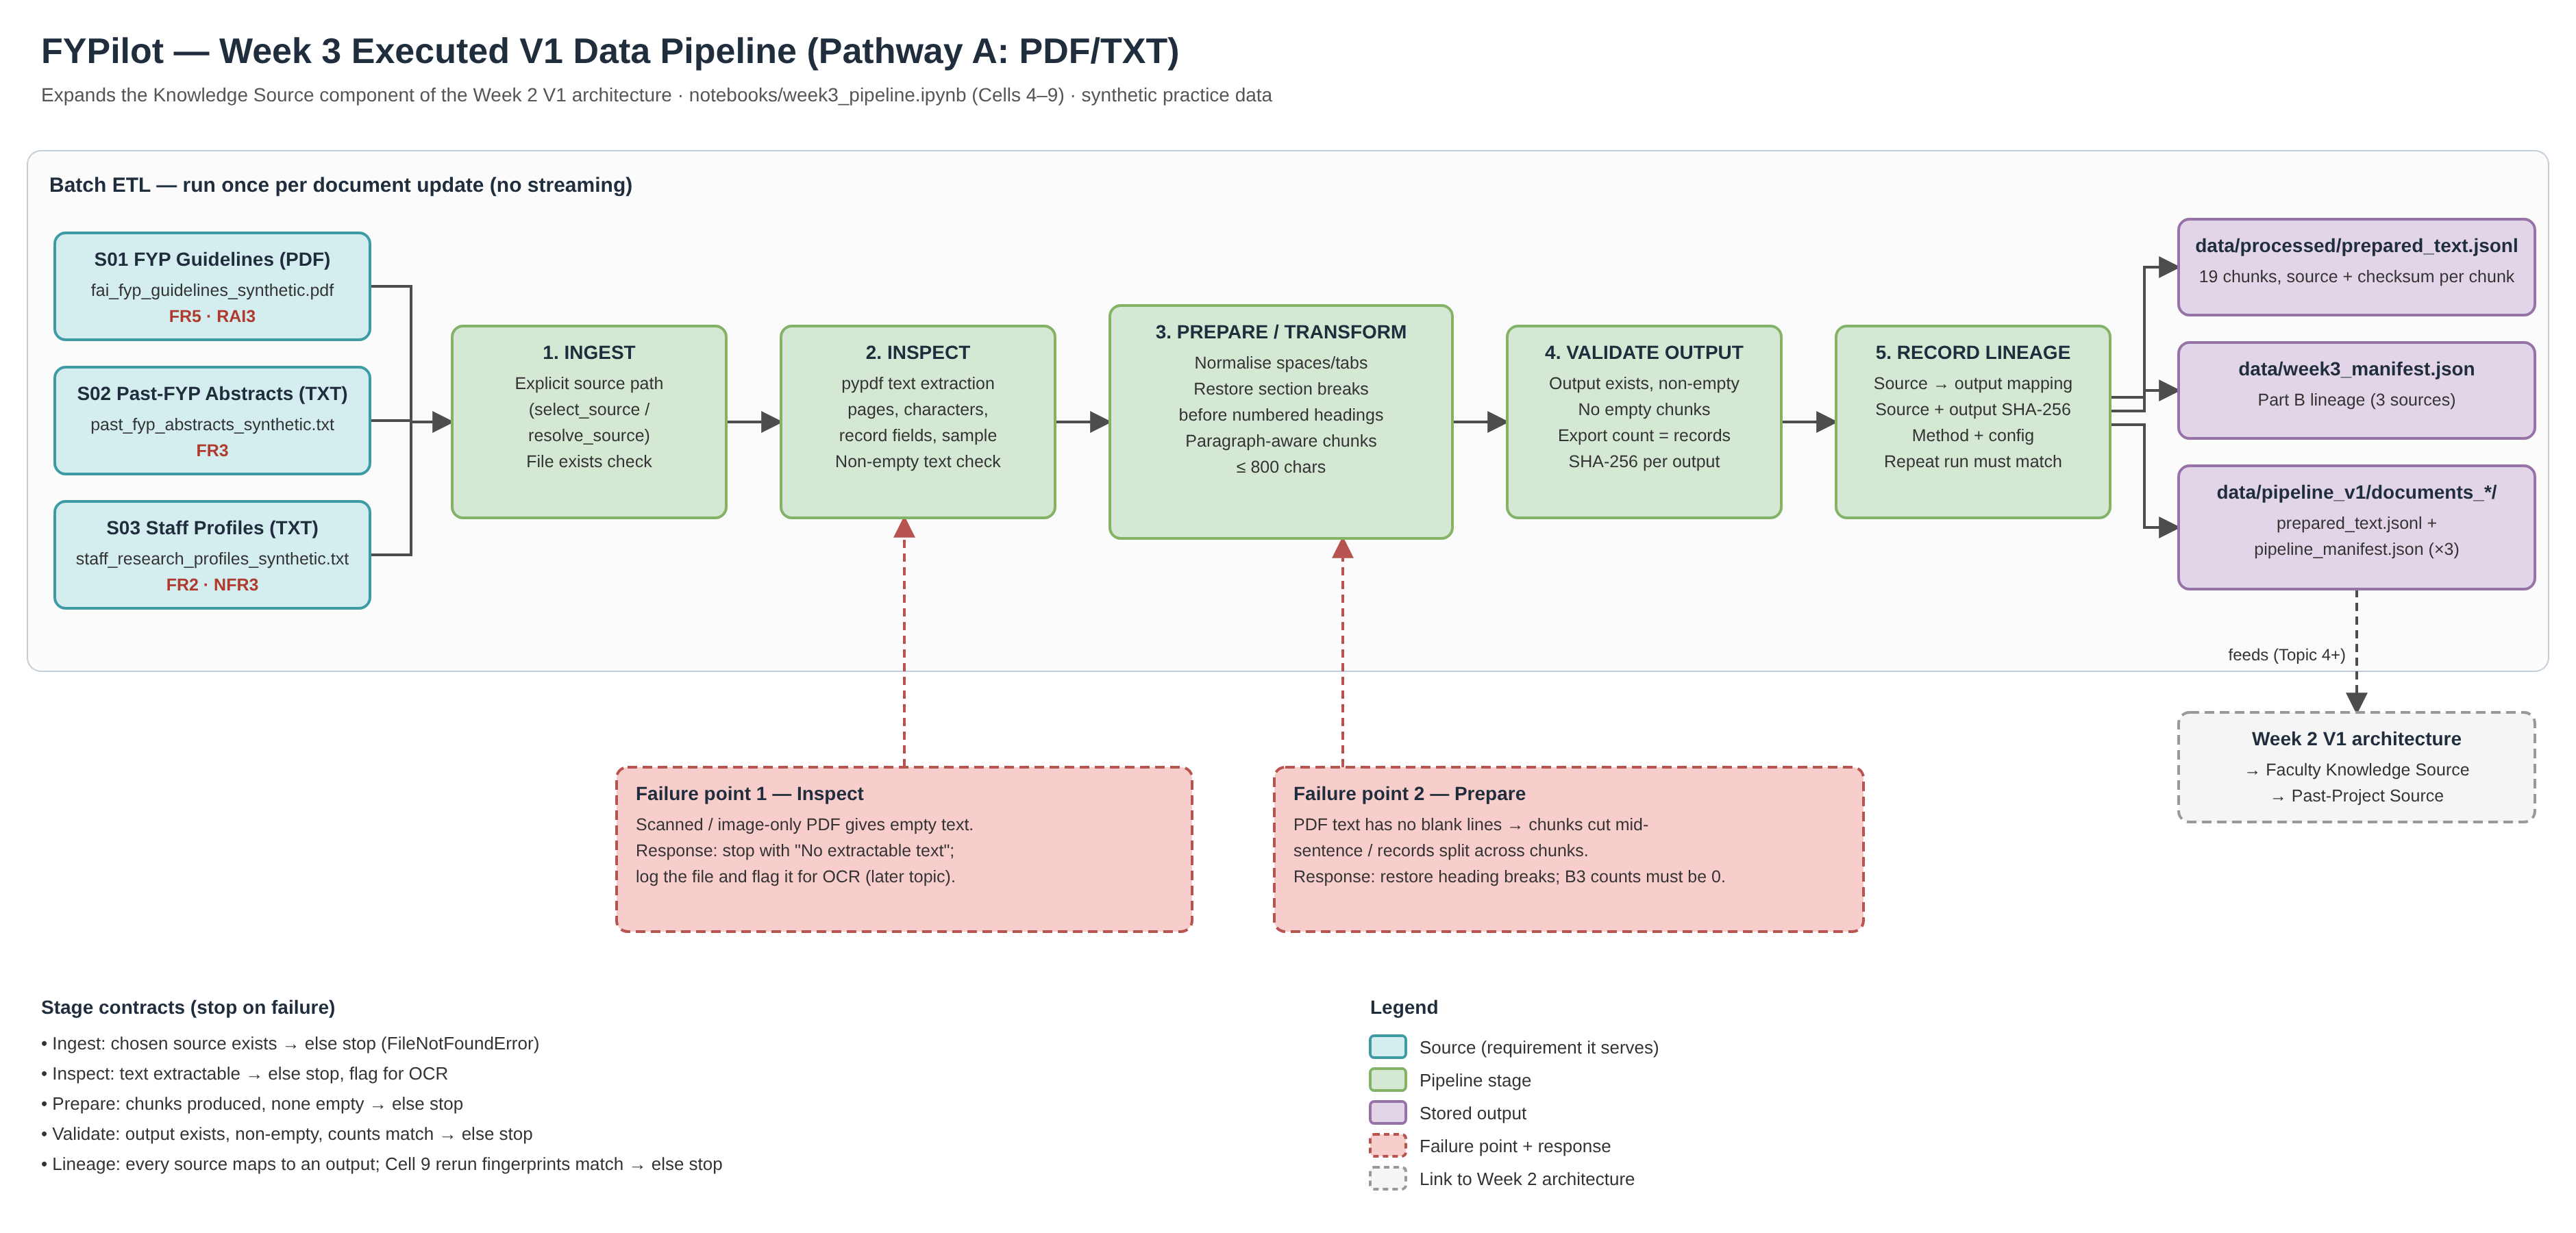 FYPilot — Week 3 Executed V1 Data Pipeline (Pathway A: PDF/TXT)
Expands the Knowledge Source component of the Week 2 V1 architecture · notebooks/week3_pipeline.ipynb (Cells 4–9) · synthetic practice data
Batch ETL — run once per document update (no streaming)
S01 FYP Guidelines (PDF)
fai_fyp_guidelines_synthetic.pdf
FR5 · RAI3
S02 Past-FYP Abstracts (TXT)
past_fyp_abstracts_synthetic.txt
FR3
S03 Staff Profiles (TXT)
staff_research_profiles_synthetic.txt
FR2 · NFR3
1. INGEST
Explicit source path
(select_source /
resolve_source)
File exists check
2. INSPECT
pypdf text extraction
pages, characters,
record fields, sample
Non-empty text check
3. PREPARE / TRANSFORM
Normalise spaces/tabs
Restore section breaks
before numbered headings
Paragraph-aware chunks
≤ 800 chars
4. VALIDATE OUTPUT
Output exists, non-empty
No empty chunks
Export count = records
SHA-256 per output
5. RECORD LINEAGE
Source → output mapping
Source + output SHA-256
Method + config
Repeat run must match
data/processed/prepared_text.jsonl
19 chunks, source + checksum per chunk
data/week3_manifest.json
Part B lineage (3 sources)
data/pipeline_v1/documents_*/
prepared_text.jsonl +
pipeline_manifest.json (×3)
feeds (Topic 4+)
Week 2 V1 architecture
→ Faculty Knowledge Source
→ Past-Project Source
Failure point 1 — Inspect
Scanned / image-only PDF gives empty text.
Response: stop with "No extractable text";
log the file and flag it for OCR (later topic).
Failure point 2 — Prepare
PDF text has no blank lines → chunks cut mid-
sentence / records split across chunks.
Response: restore heading breaks; B3 counts must be 0.
Stage contracts (stop on failure)
• Ingest: chosen source exists → else stop (FileNotFoundError)
• Inspect: text extractable → else stop, flag for OCR
• Prepare: chunks produced, none empty → else stop
• Validate: output exists, non-empty, counts match → else stop
• Lineage: every source maps to an output; Cell 9 rerun fingerprints match → else stop
Legend
Source (requirement it serves)
Pipeline stage
Stored output
Failure point + response
Link to Week 2 architecture